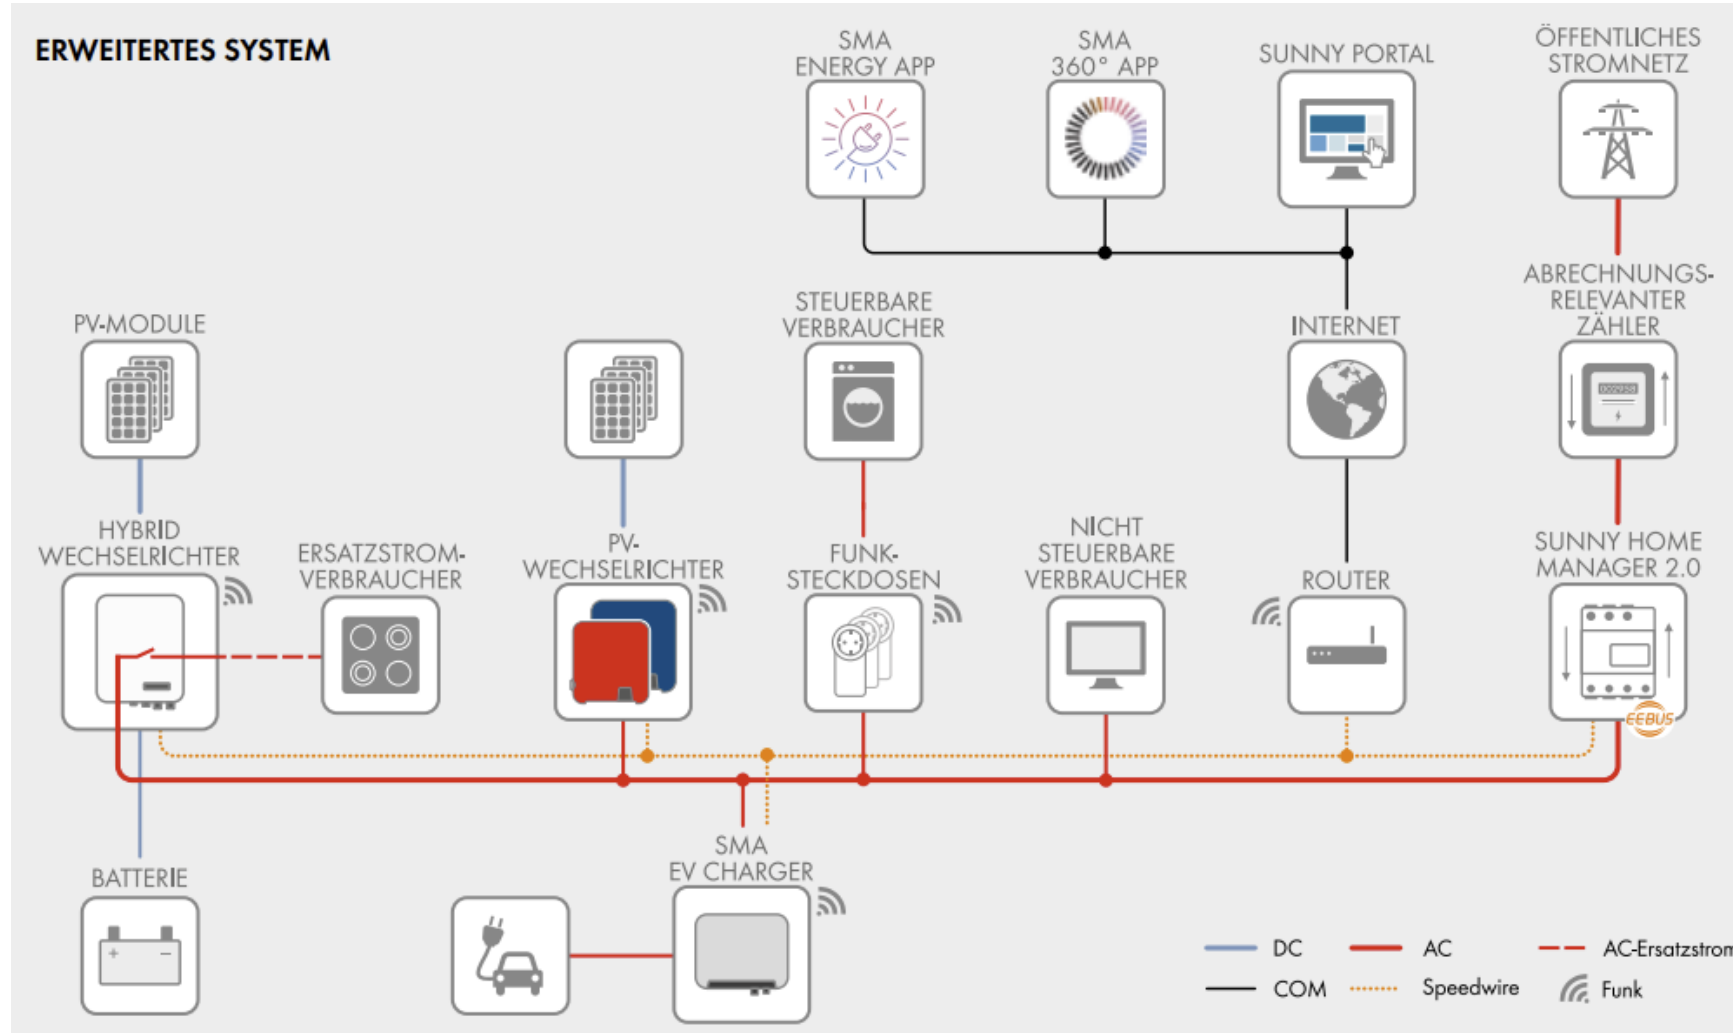 ERWEITERTES SYSTEM
SMA
ENERGY APP
SMA
360° APP
SUNNY PORTAL
ÖFFENTLICHES
STROMNETZ
PV-MODULE
STEUERBARE
VERBRAUCHER
INTERNET
ABRECHNUNGS-
RELEVANTER
ZÄHLER
HYBRID
WECHSELRICHTER
ERSATZSTROM-
VERBRAUCHER
PV-
WECHSELRICHTER
FUNK-
STECKDOSEN
NICHT
STEUERBARE
VERBRAUCHER
ROUTER
SUNNY HOME
MANAGER 2.0
EEBUS
BATTERIE
SMA
EV CHARGER
DC
AC
AC-Ersatzstrom
COM
Speedwire
Funk